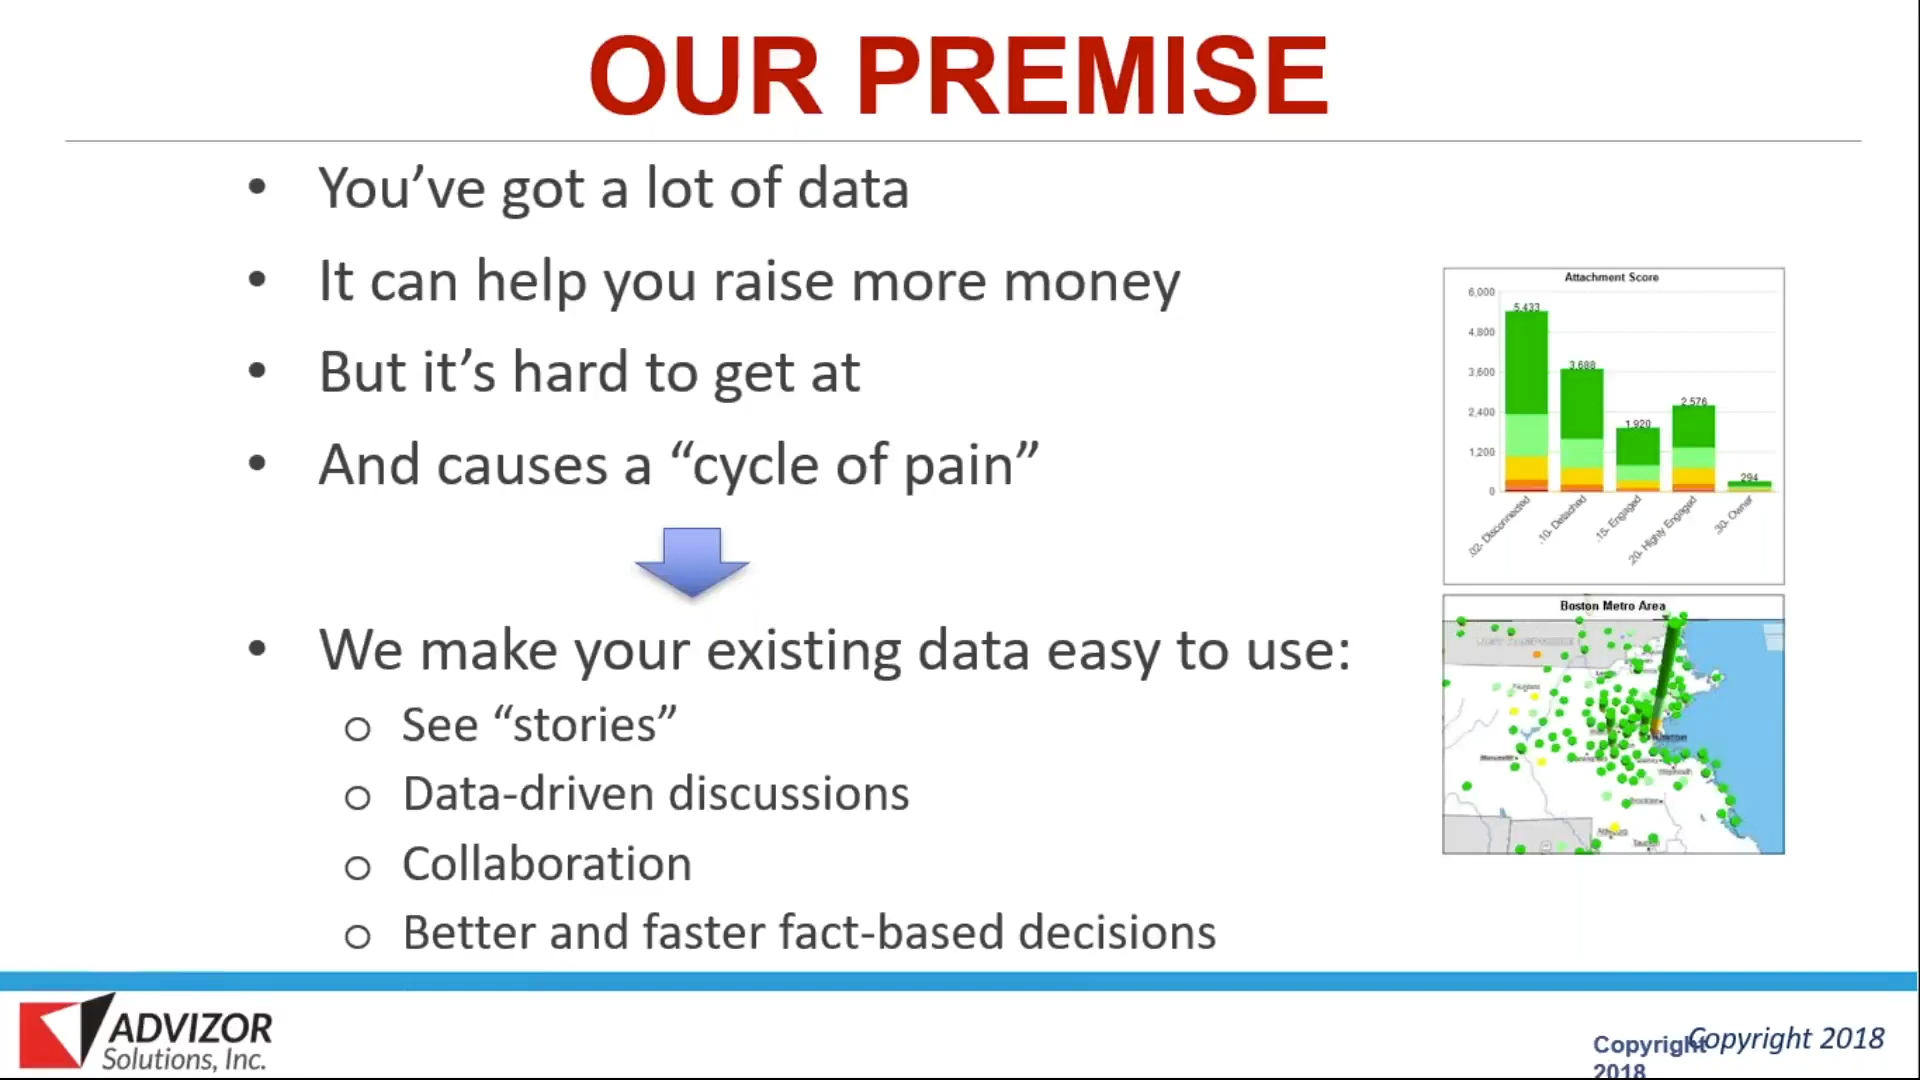 OUR PREMISE
• You’ve got a lot of data
• It can help you raise more money
• But it’s hard to get at
• And causes a “cycle of pain”
• We make your existing data easy to use:
o See “stories”
o Data-driven discussions
o Collaboration
o Better and faster fact-based decisions
Attachment Score
6,000
4,800
3,600
2,400
1,200
0
5,433
3,688
1,920
2,576
294
.02- Disconnected
.10- Detached
.15- Engaged
.20- Highly Engaged
.30- Owner
Boston Metro Area
ADVIZOR
Solutions, Inc.
Copyright
2018
Copyright 2018